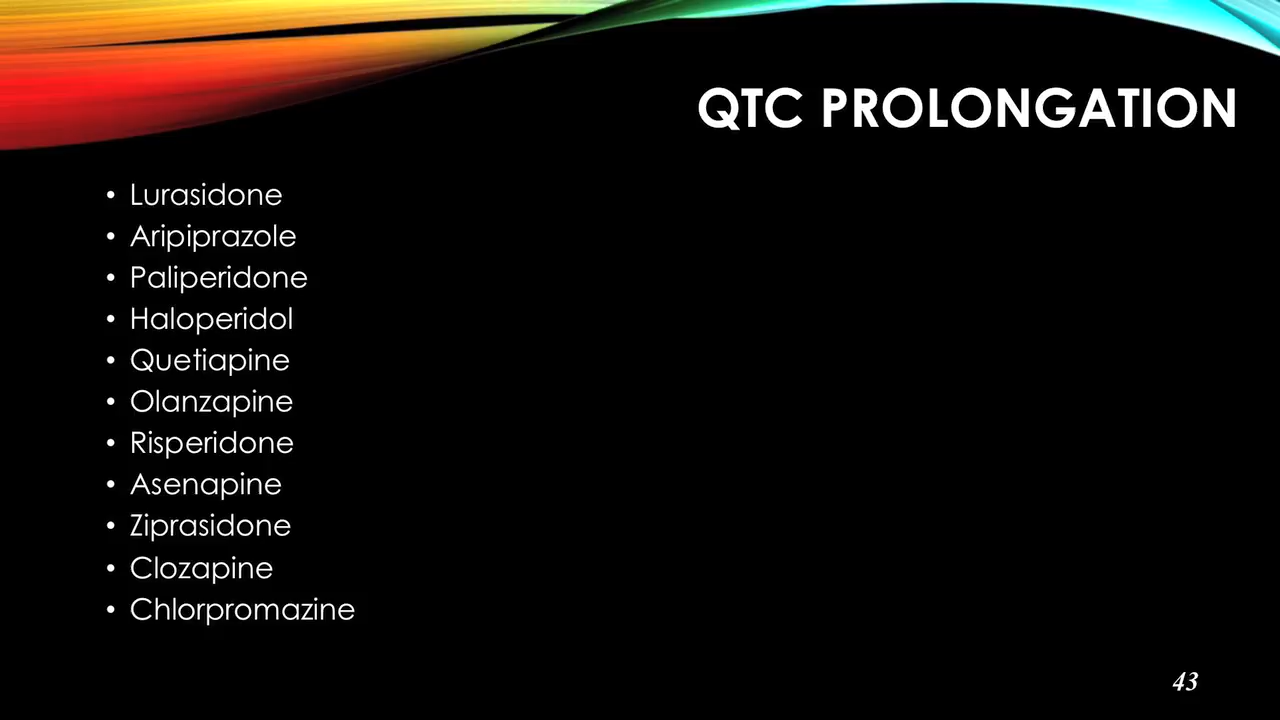 QTC PROLONGATION
• Lurasidone
• Aripiprazole
• Paliperidone
• Haloperidol
• Quetiapine
• Olanzapine
• Risperidone
• Asenapine
• Ziprasidone
• Clozapine
• Chlorpromazine
43